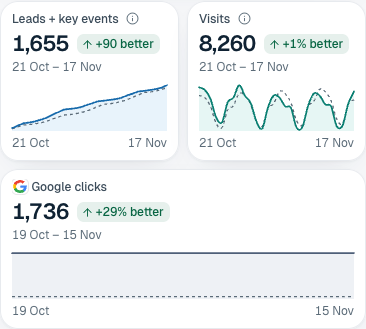 Leads + key events
1,655 ↑ +90 better
21 Oct – 17 Nov
21 Oct 17 Nov
Visits
8,260 ↑ +1% better
21 Oct – 17 Nov
21 Oct 17 Nov
Google clicks
1,736 ↑ +29% better
19 Oct – 15 Nov
19 Oct 15 Nov